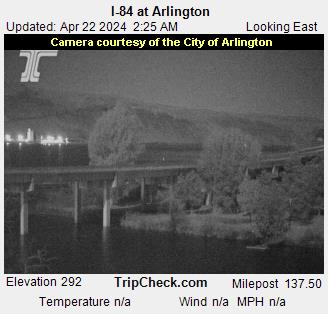 I-84 at Arlington
Updated: Apr 22 2024 2:25 AM Looking East
Camera courtesy of the City of Arlington
Elevation 292 TripCheck.com Milepost 137.50
Temperature n/a Wind n/a MPH n/a